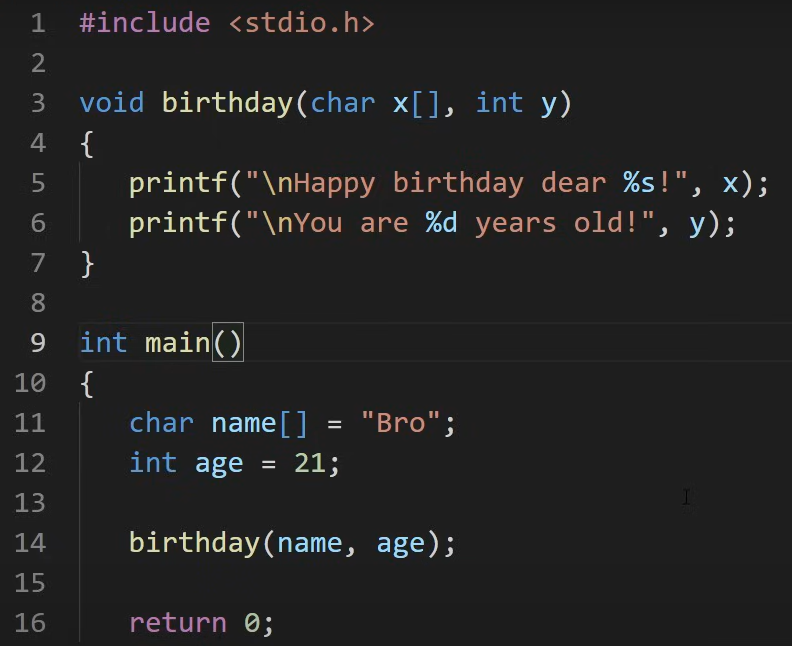 1 #include <stdio.h>
2
3 void birthday(char x[], int y)
4 {
5    printf("\nHappy birthday dear %s!", x);
6    printf("\nYou are %d years old!", y);
7 }
8
9 int main()
10 {
11    char name[] = "Bro";
12    int age = 21;
13
14    birthday(name, age);
15
16    return 0;